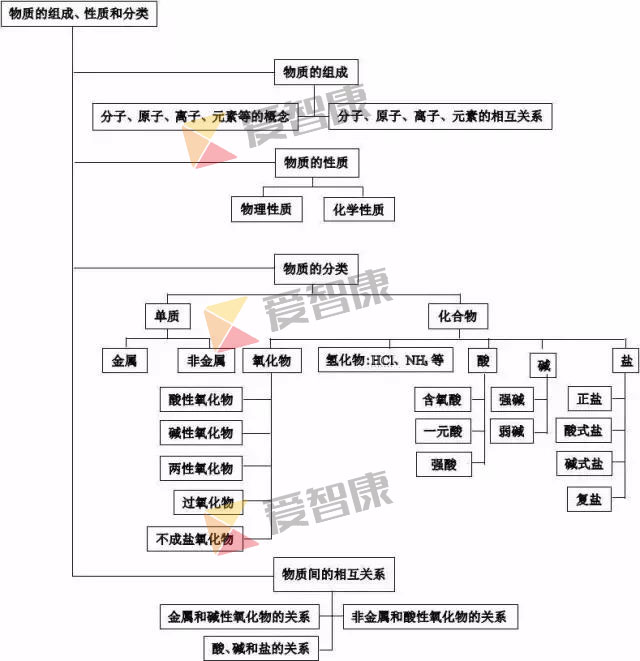 物质的组成、性质和分类
物质的组成
分子、原子、离子、元素等的概念
分子、原子、离子、元素的相互关系
爱智康
物质的性质
物理性质
化学性质
物质的分类
爱智康
单质
化合物
金属
非金属
氧化物
氢化物:HCl、NH₃等
酸
碱
盐
酸性氧化物
含氧酸
强碱
正盐
碱性氧化物
一元酸
弱碱
酸式盐
两性氧化物
强酸
碱式盐
过氧化物
复盐
爱智康
不成盐氧化物
物质间的相互关系
金属和碱性氧化物的关系
非金属和酸性氧化物的关系
酸、碱和盐的关系